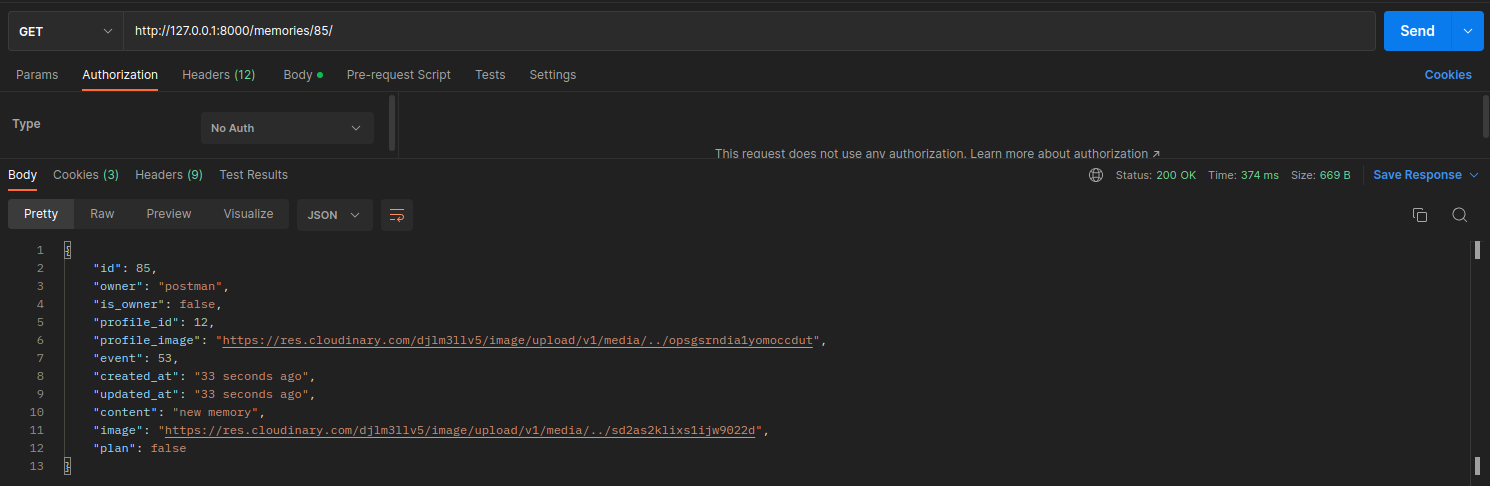 GET http://127.0.0.1:8000/memories/85/ Send
Params Authorization Headers (12) Body Pre-request Script Tests Settings Cookies
Type No Auth
This request does not use any authorization. Learn more about authorization ↗
Body Cookies (3) Headers (9) Test Results Status: 200 OK Time: 374 ms Size: 669 B Save Response
Pretty Raw Preview Visualize JSON
1 {
2 "id": 85,
3 "owner": "postman",
4 "is_owner": false,
5 "profile_id": 12,
6 "profile_image": "https://res.cloudinary.com/djlm3llv5/image/upload/v1/media/../opsgsrndia1yomoccdut",
7 "event": 53,
8 "created_at": "33 seconds ago",
9 "updated_at": "33 seconds ago",
10 "content": "new memory",
11 "image": "https://res.cloudinary.com/djlm3llv5/image/upload/v1/media/../sd2as2klixs1ijw9022d",
12 "plan": false
13 }